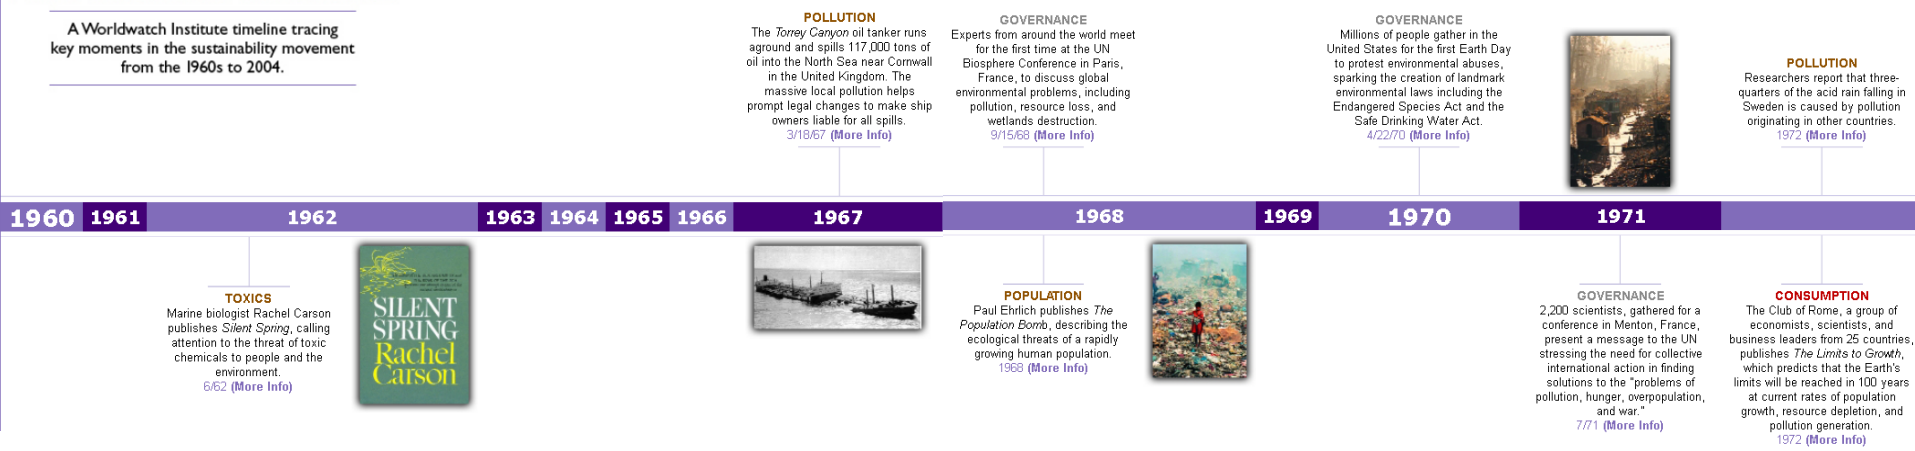 A Worldwatch Institute timeline tracing
key moments in the sustainability movement
from the 1960s to 2004.
POLLUTION
The Torrey Canyon oil tanker runs
aground and spills 117,000 tons of
oil into the North Sea near Cornwall
in the United Kingdom. The
massive local pollution helps
prompt legal changes to make ship
owners liable for all spills.
3/18/67 (More Info)
GOVERNANCE
Experts from around the world meet
for the first time at the UN
Biosphere Conference in Paris,
France, to discuss global
environmental problems, including
pollution, resource loss, and
wetlands destruction.
9/15/68 (More Info)
GOVERNANCE
Millions of people gather in the
United States for the first Earth Day
to protest environmental abuses,
sparking the creation of landmark
environmental laws including the
Endangered Species Act and the
Safe Drinking Water Act.
4/22/70 (More Info)
POLLUTION
Researchers report that three-
quarters of the acid rain falling in
Sweden is caused by pollution
originating in other countries.
1972 (More Info)
1960 1961 1962 1963 1964 1965 1966 1967 1968 1969 1970 1971
TOXICS
Marine biologist Rachel Carson
publishes Silent Spring, calling
attention to the threat of toxic
chemicals to people and the
environment.
6/62 (More Info)
SILENT
SPRING
Rachel
Carson
POPULATION
Paul Ehrlich publishes The
Population Bomb, describing the
ecological threats of a rapidly
growing human population.
1968 (More Info)
GOVERNANCE
2,200 scientists, gathered for a
conference in Menton, France,
present a message to the UN
stressing the need for collective
international action in finding
solutions to the "problems of
pollution, hunger, overpopulation,
and war."
7/71 (More Info)
CONSUMPTION
The Club of Rome, a group of
economists, scientists, and
business leaders from 25 countries,
publishes The Limits to Growth,
which predicts that the Earth's
limits will be reached in 100 years
at current rates of population
growth, resource depletion, and
pollution generation.
1972 (More Info)